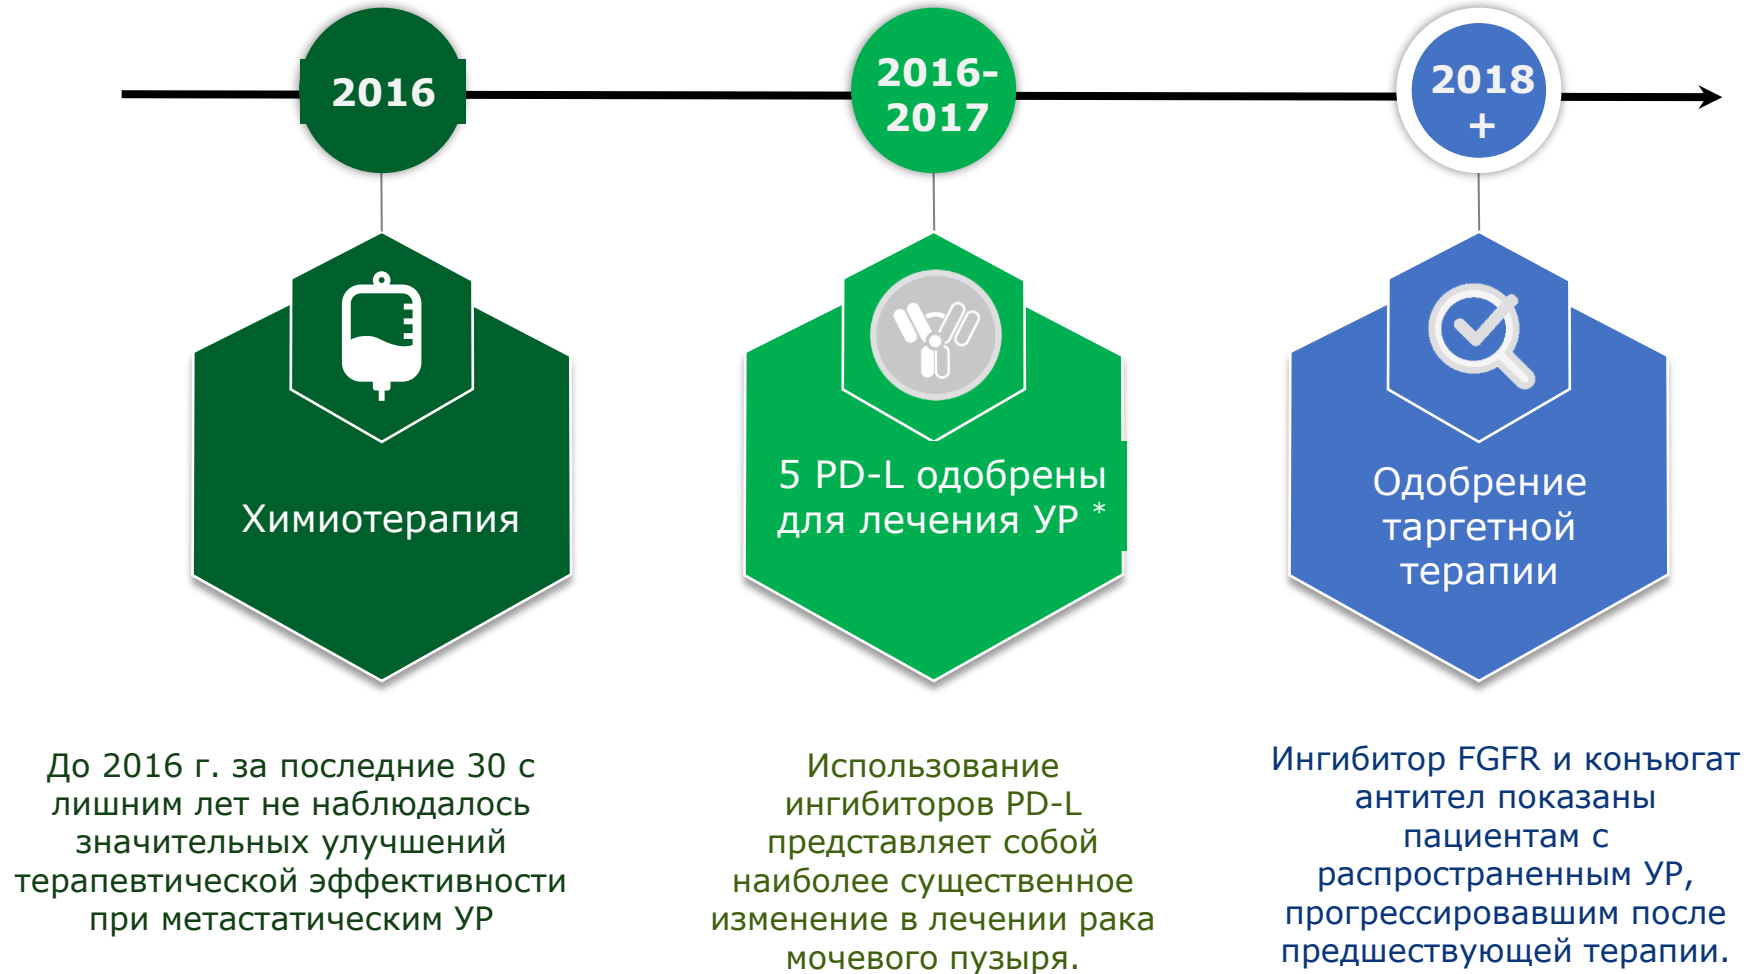 2016
2016-
2017
2018
+
Химиотерапия
5 PD-L одобрены
для лечения УР *
Одобрение
таргетной
терапии
До 2016 г. за последние 30 с
лишним лет не наблюдалось
значительных улучшений
терапевтической эффективности
при метастатическим УР
Использование
ингибиторов PD-L
представляет собой
наиболее существенное
изменение в лечении рака
мочевого пузыря.
Ингибитор FGFR и конъюгат
антител показаны
пациентам с
распространенным УР,
прогрессировавшим после
предшествующей терапии.